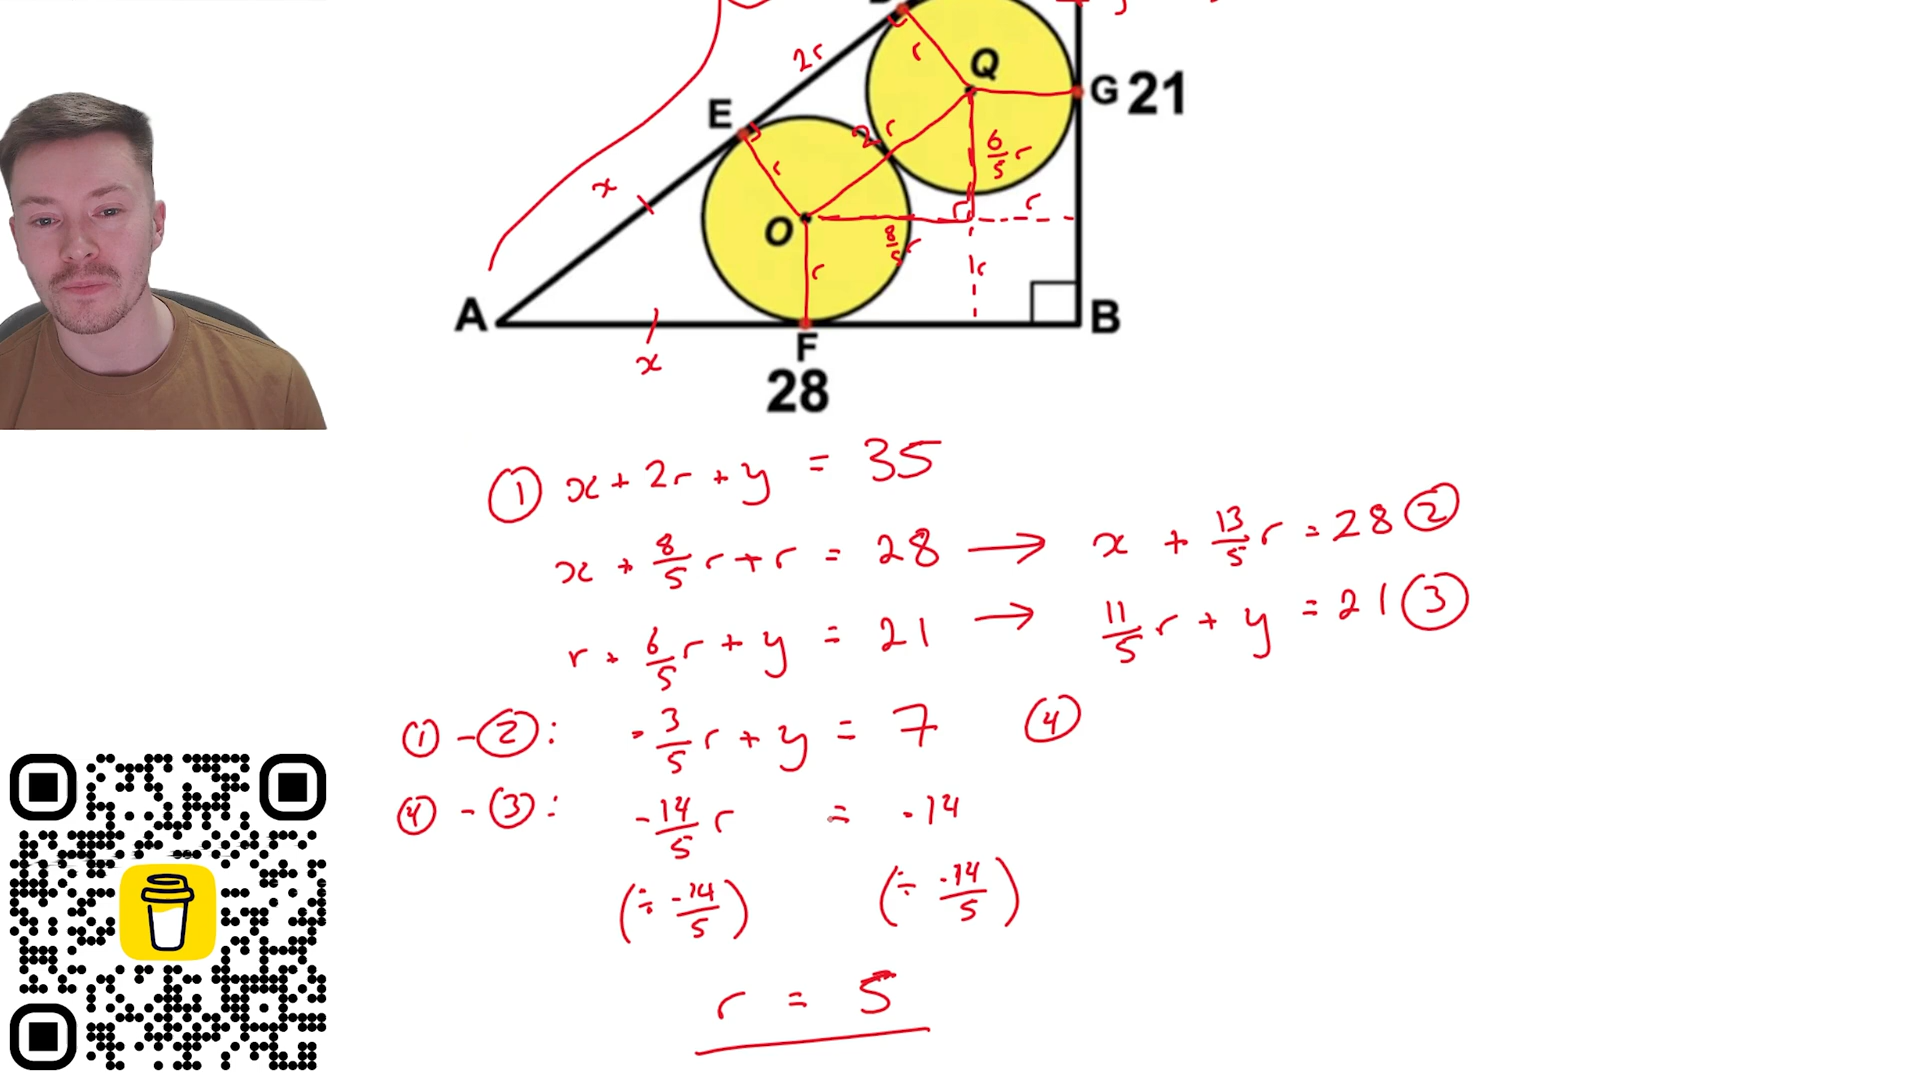 2r
r
Q
G 21
E
2r
6/5 r
x
r
r
O
8/5 r
r
r
A
B
x
F
28
① x + 2r + y = 35
x + 8/5 r + r = 28 → x + 13/5 r = 28 ②
r + 6/5 r + y = 21 → 11/5 r + y = 21 ③
① - ②: -3/5 r + y = 7 ④
④ - ③: -14/5 r = -14
(÷ -14/5) (÷ -14/5)
r = 5